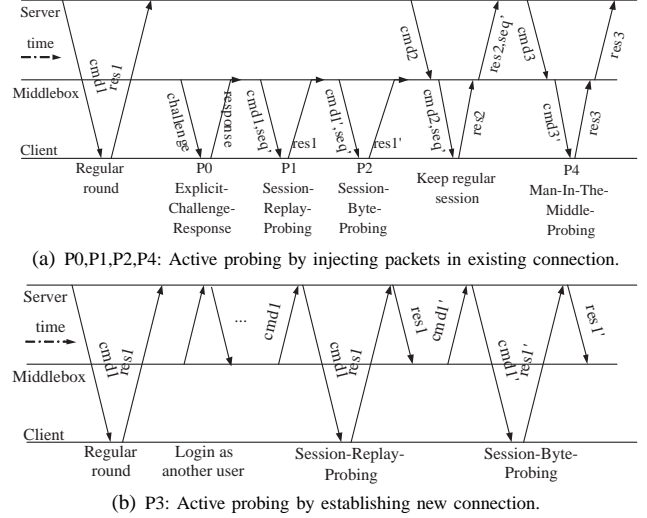 Server
time
cmd1
res1
cmd2
res2,seq'
cmd3
res3
Middlebox
challenge
response
cmd1,seq'
res1
cmd1',seq'
res1'
cmd2,seq'
res2
cmd3'
res3
Client
Regular
round
P0
Explicit-
Challenge-
Response
P1
Session-
Replay-
Probing
P2
Session-
Byte-
Probing
Keep regular
session
P4
Man-In-The-
Middle-
Probing
(a) P0,P1,P2,P4: Active probing by injecting packets in existing connection.
Server
time
cmd1
res1
...
cmd1
cmd1
res1
res1
cmd1'
cmd1'
res1'
res1'
Middlebox
Client
Regular
round
Login as
another user
Session-Replay-
Probing
Session-Byte-
Probing
(b) P3: Active probing by establishing new connection.